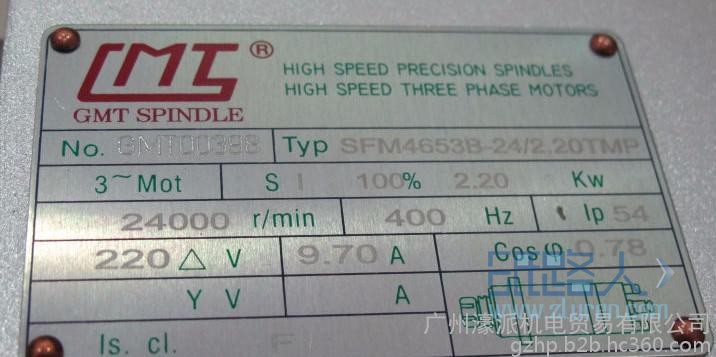 GMT ®
GMT SPINDLE
HIGH SPEED PRECISION SPINDLES
HIGH SPEED THREE PHASE MOTORS
No. GMT00398 Typ SFM4653B-24/2.20TMP
3~Mot S 1 100% 2.20 Kw
24000 r/min 400 Hz Ip 54
220 △ V 9.70 A Cosφ 0.78
Y V A
Is. cl. F
广州濠派机电贸易有限公司
gzhp.b2b.hc360.com